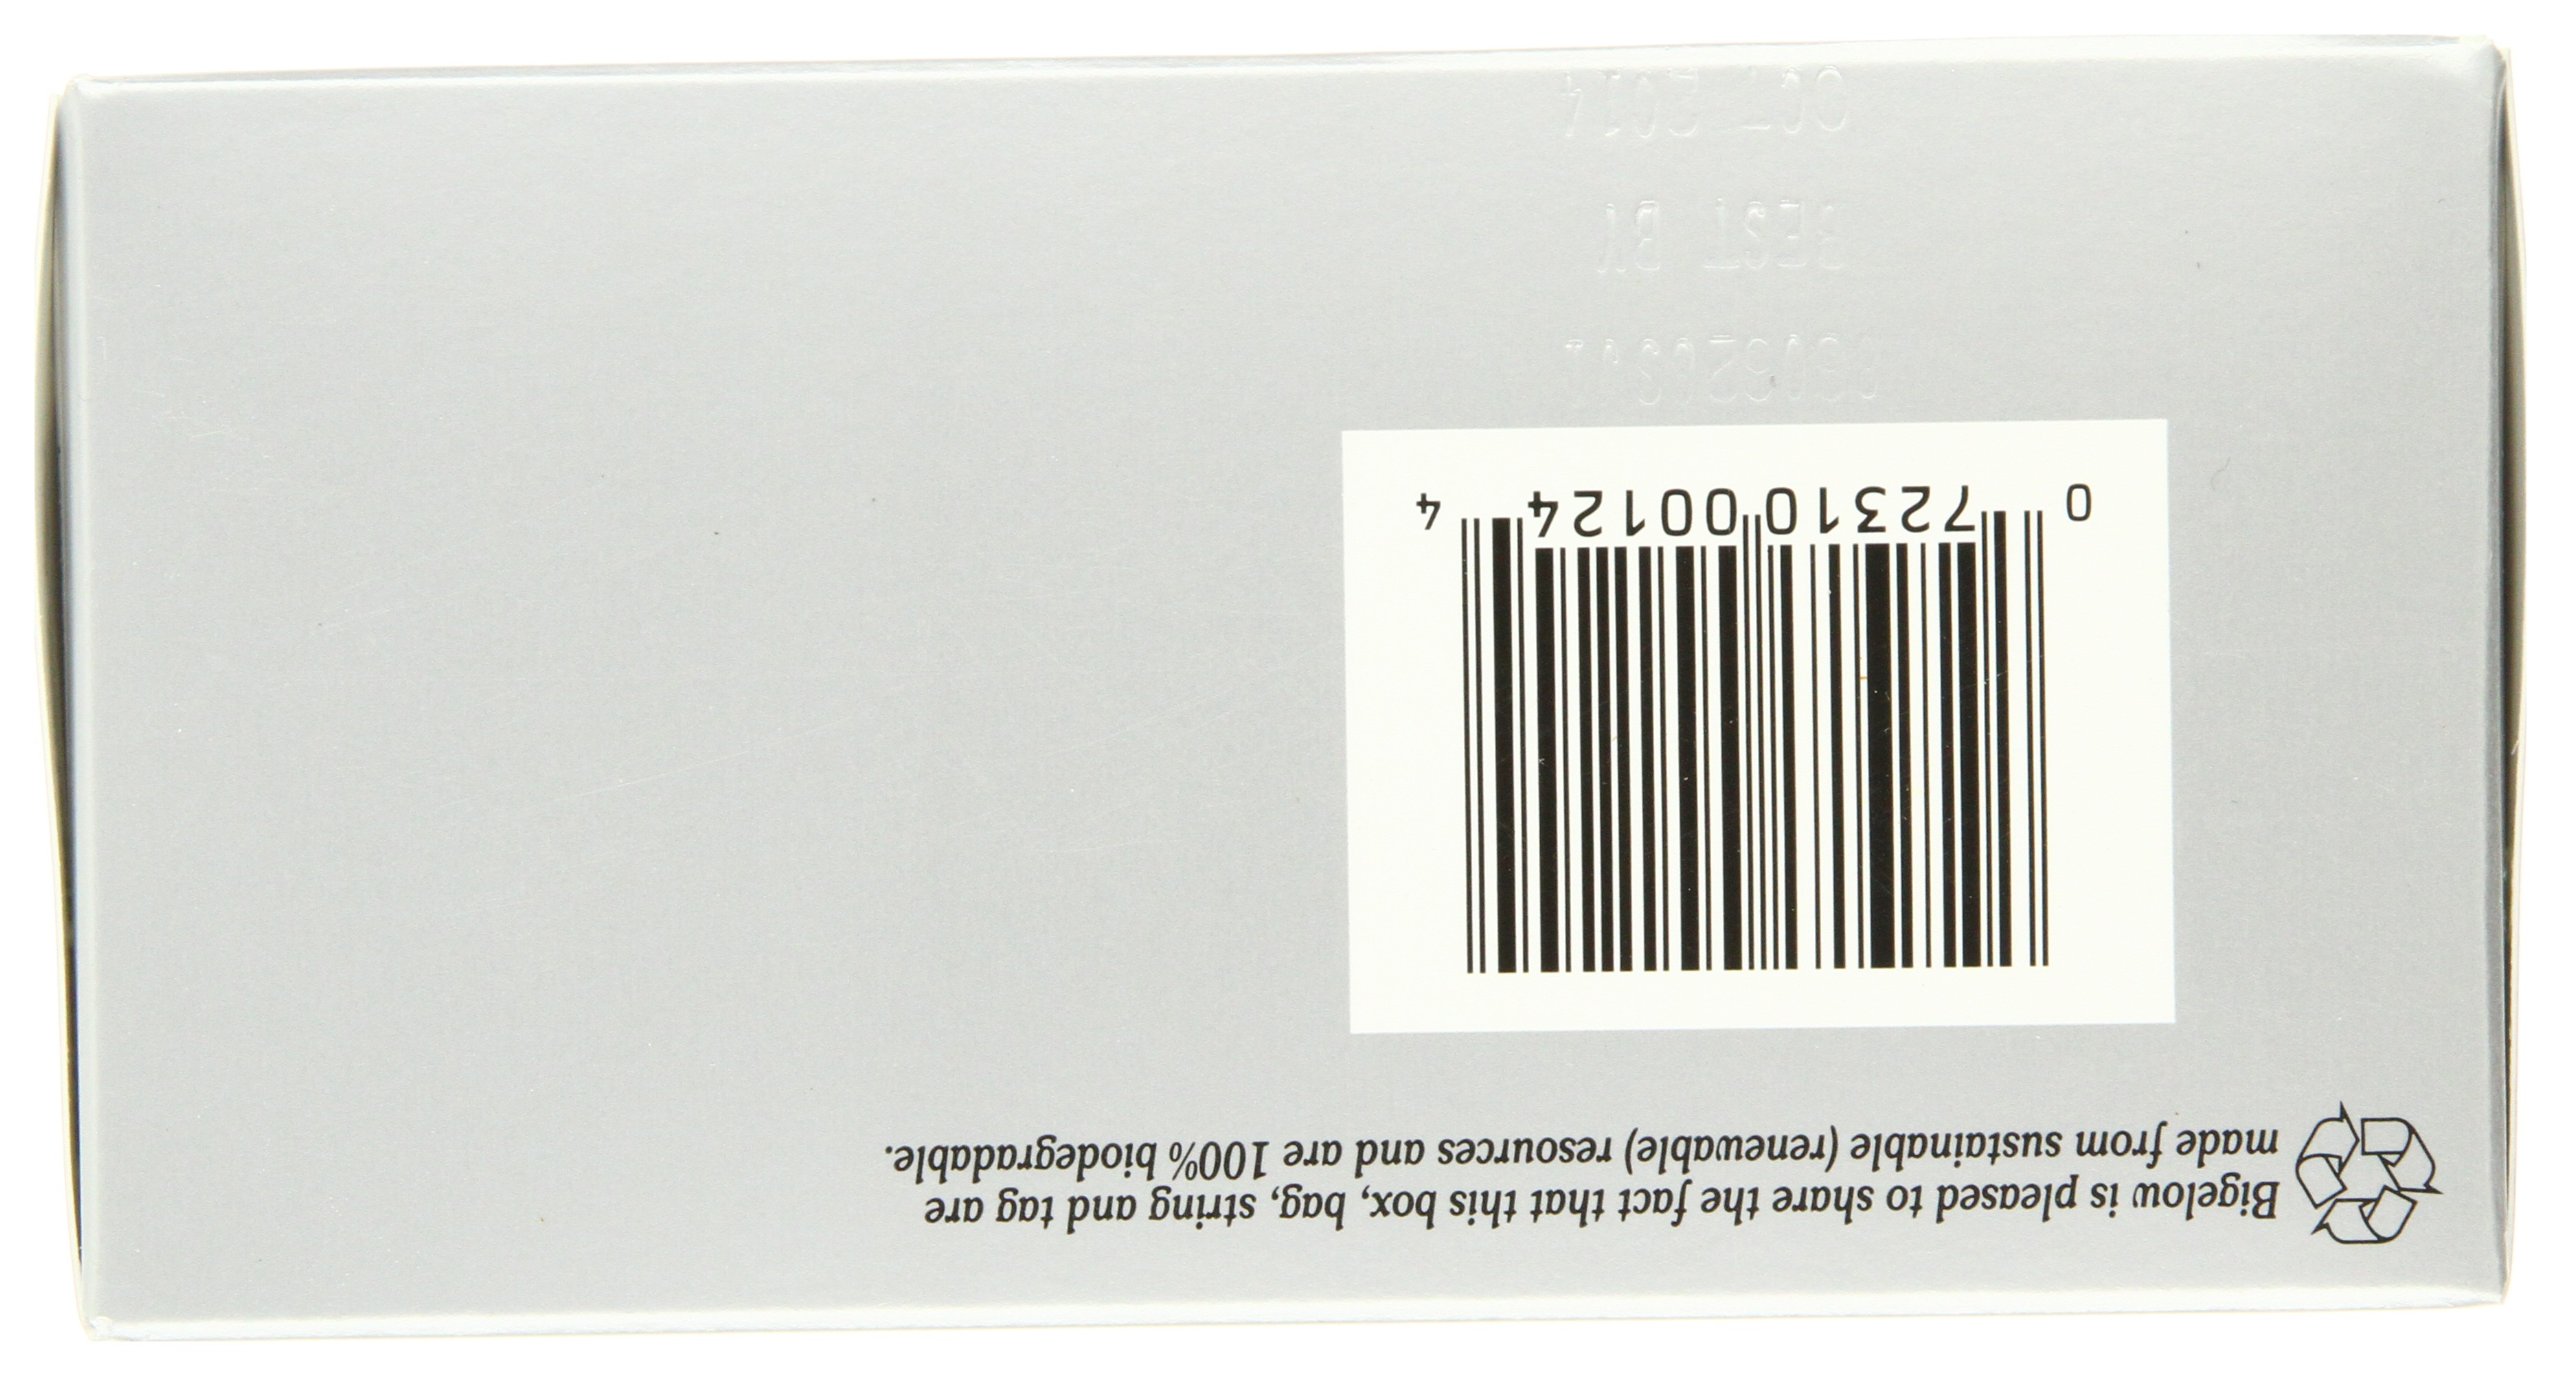 Bigelow is pleased to share the fact that this box, bag, string and tag are
made from sustainable (renewable) resources and are 100% biodegradable.
0 72310 00124 4
BEST BY
OCT 2014